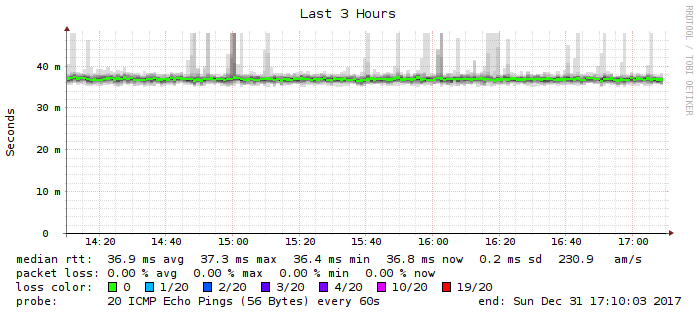 Last 3 Hours
RRDTOOL / TOBI OETIKER
Seconds
40 m
30 m
20 m
10 m
0
14:20 14:40 15:00 15:20 15:40 16:00 16:20 16:40 17:00
median rtt: 36.9 ms avg 37.3 ms max 36.4 ms min 36.8 ms now 0.2 ms sd 230.9 am/s
packet loss: 0.00 % avg 0.00 % max 0.00 % min 0.00 % now
loss color: 0 1/20 2/20 3/20 4/20 10/20 19/20
probe: 20 ICMP Echo Pings (56 Bytes) every 60s end: Sun Dec 31 17:10:03 2017